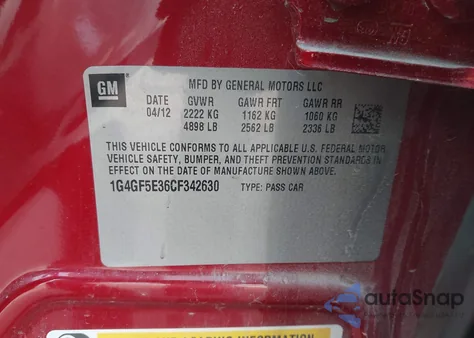 GM
MFD BY GENERAL MOTORS LLC
DATE GVWR GAWR FRT GAWR RR
04/12 2222 KG 1162 KG 1060 KG
4898 LB 2562 LB 2336 LB
THIS VEHICLE CONFORMS TO ALL APPLICABLE U.S. FEDERAL MOTOR
VEHICLE SAFETY, BUMPER, AND THEFT PREVENTION STANDARDS IN
EFFECT ON THE DATE OF MANUFACTURE SHOWN ABOVE.
1G4GF5E36CF342630 TYPE: PASS CAR
autoSnap
INFORMATION